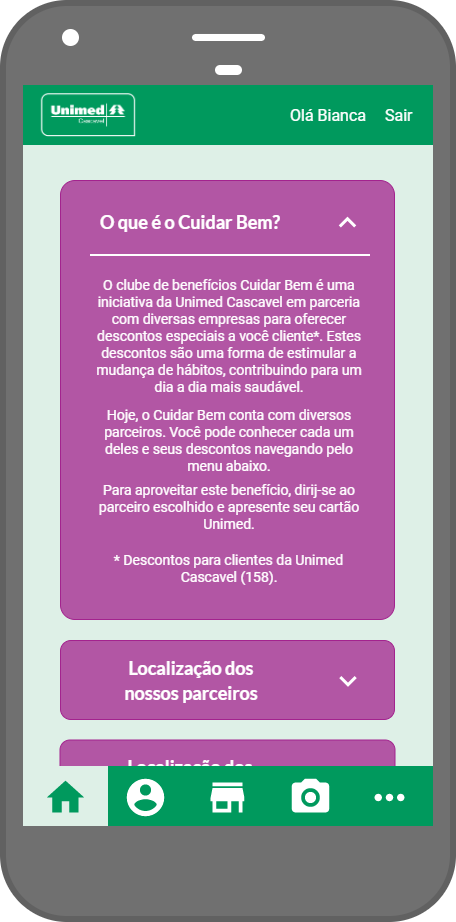 Unimed
Cascavel
Olá Bianca
Sair
O que é o Cuidar Bem?
O clube de benefícios Cuidar Bem é uma
iniciativa da Unimed Cascavel em parceria
com diversas empresas para oferecer
descontos especiais a você cliente*. Estes
descontos são uma forma de estimular a
mudança de hábitos, contribuindo para um
dia a dia mais saudável.
Hoje, o Cuidar Bem conta com diversos
parceiros. Você pode conhecer cada um
deles e seus descontos navegando pelo
menu abaixo.
Para aproveitar este benefício, dirij-se ao
parceiro escolhido e apresente seu cartão
Unimed.
* Descontos para clientes da Unimed
Cascavel (158).
Localização dos
nossos parceiros
Localização dos